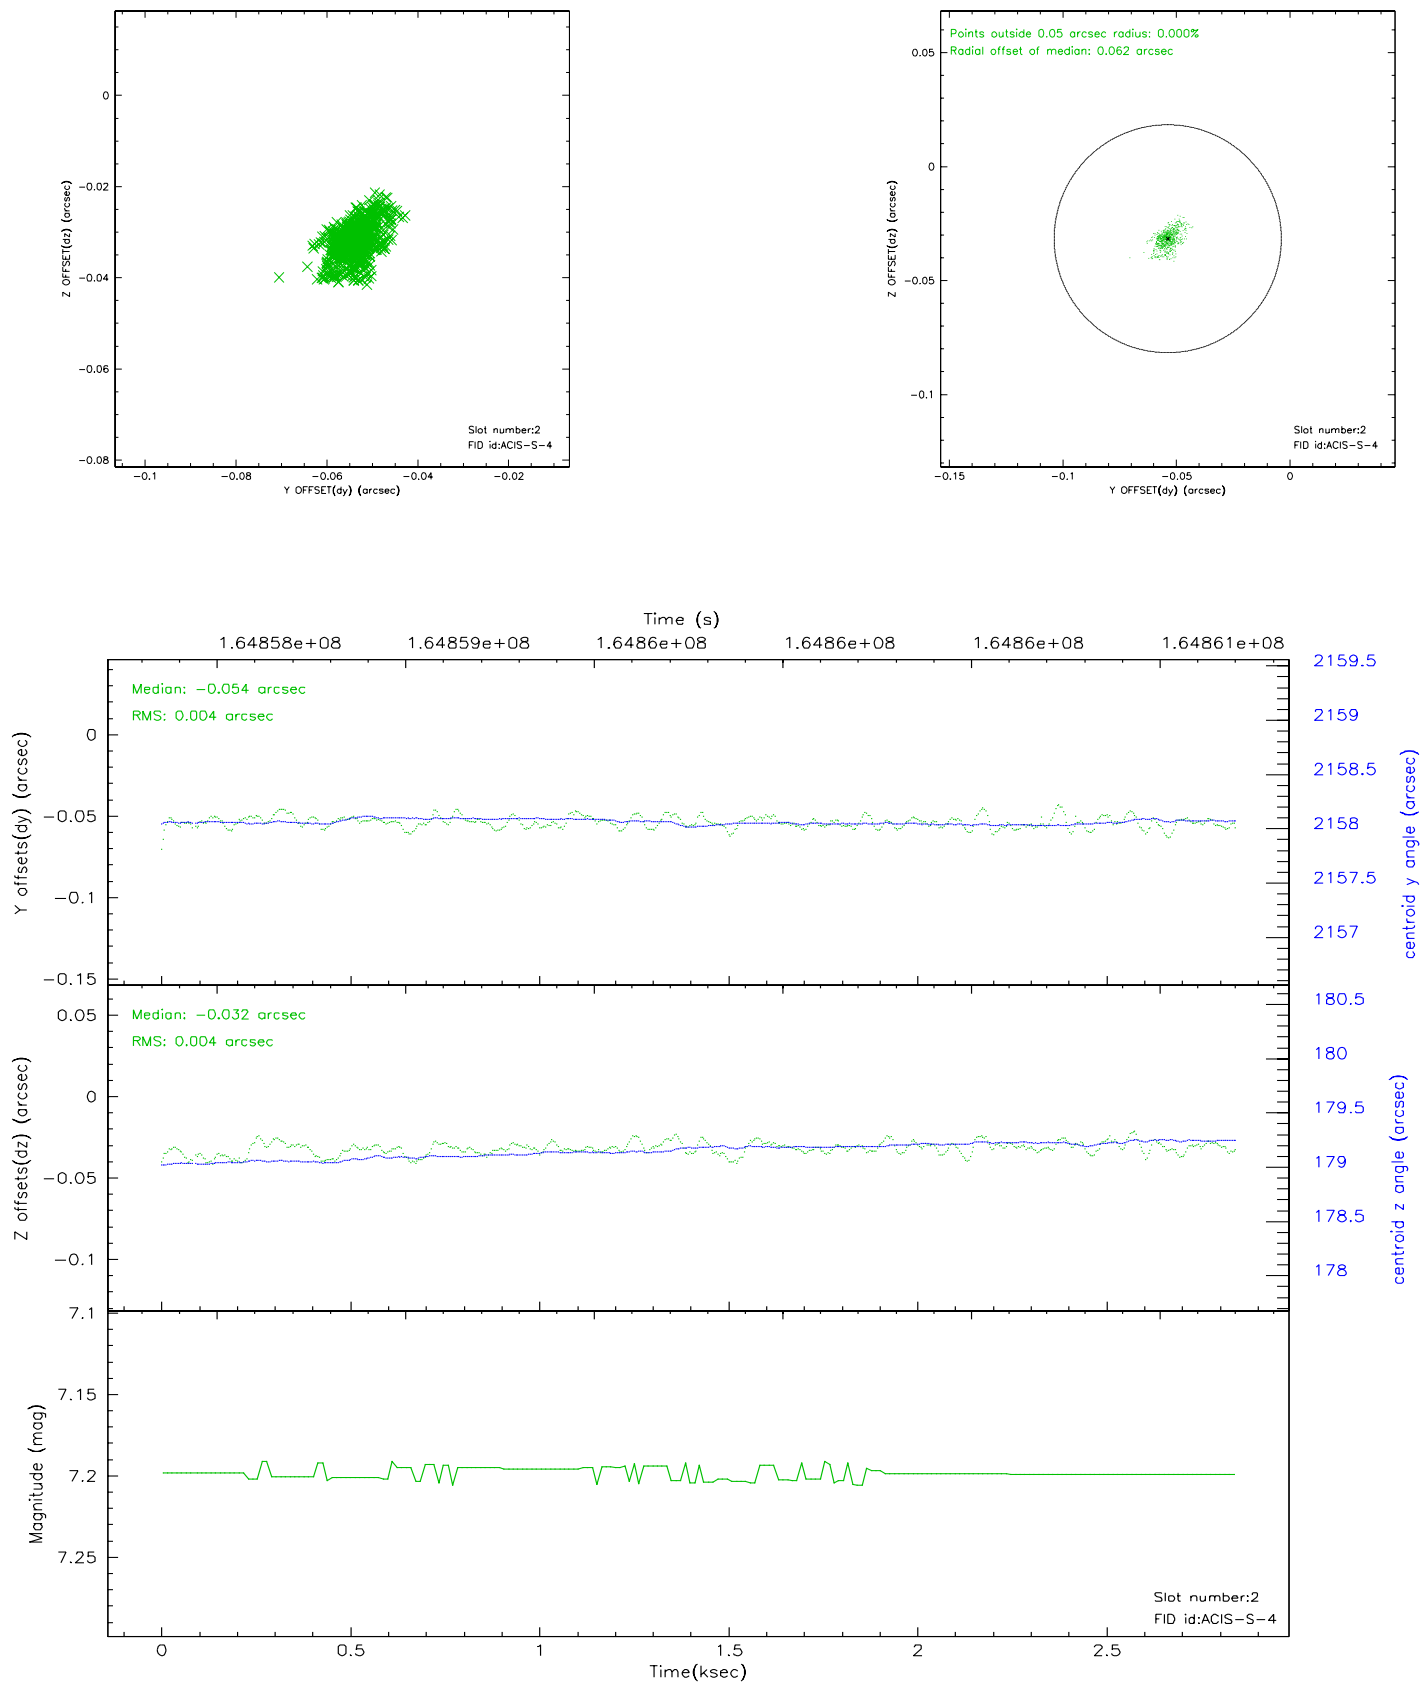 0
−0.02
−0.04
−0.06
−0.08
Z OFFSET(dz) (arcsec)
Slot number:2
FID id:ACIS−S−4
−0.1 −0.08 −0.06 −0.04 −0.02
Y OFFSET(dy) (arcsec)
Points outside 0.05 arcsec radius: 0.000%
Radial offset of median: 0.062 arcsec
0.05
0
−0.05
−0.1
Z OFFSET(dz) (arcsec)
Slot number:2
FID id:ACIS−S−4
−0.15 −0.1 −0.05 0
Y OFFSET(dy) (arcsec)
Time (s)
1.64858e+08 1.64859e+08 1.6486e+08 1.6486e+08 1.6486e+08 1.64861e+08
Median: −0.054 arcsec
RMS: 0.004 arcsec
0
−0.05
−0.1
−0.15
Y offsets(dy) (arcsec)
2159.5
2159
2158.5
2158
2157.5
2157
centroid y angle (arcsec)
Median: −0.032 arcsec
RMS: 0.004 arcsec
0.05
0
−0.05
−0.1
Z offsets(dz) (arcsec)
180.5
180
179.5
179
178.5
178
centroid z angle (arcsec)
7.1
7.15
7.2
7.25
Magnitude (mag)
Slot number:2
FID id:ACIS−S−4
0 0.5 1 1.5 2 2.5
Time(ksec)